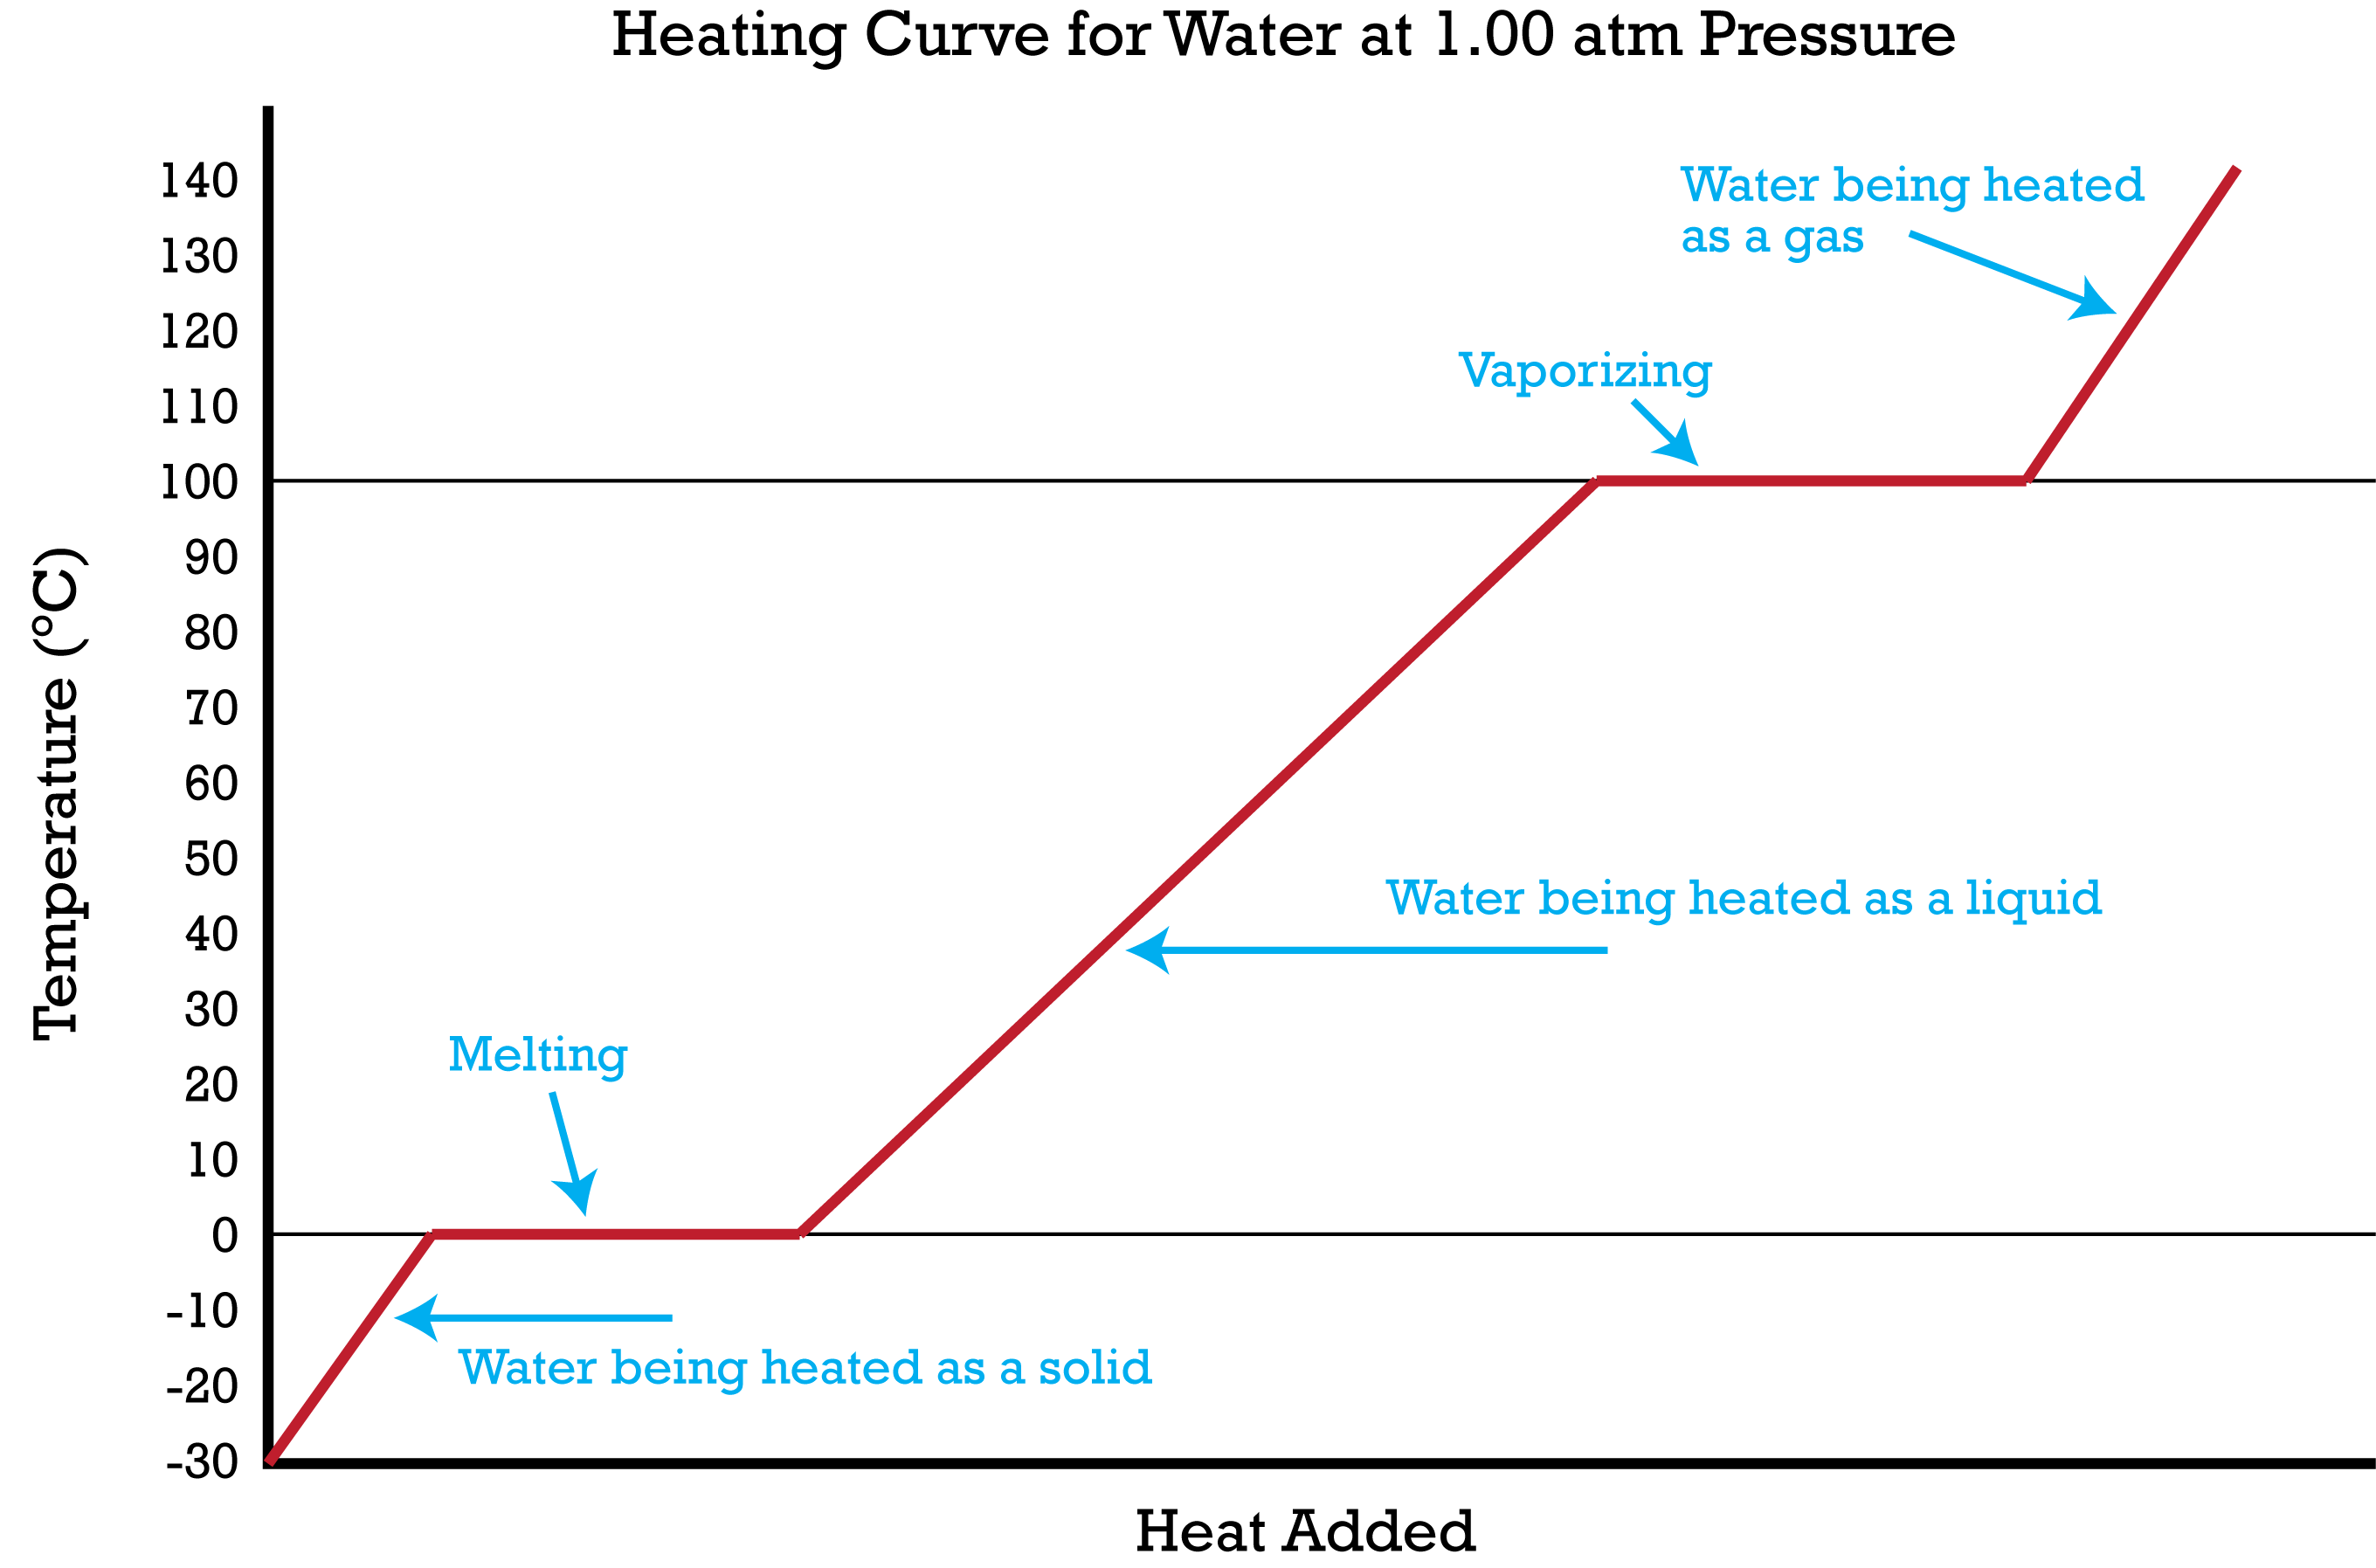 Heating Curve for Water at 1.00 atm Pressure
Temperature (°C)
140
130
120
110
100
90
80
70
60
50
40
30
20
10
0
-10
-20
-30
Water being heated
as a gas
Vaporizing
Water being heated as a liquid
Melting
Water being heated as a solid
Heat Added